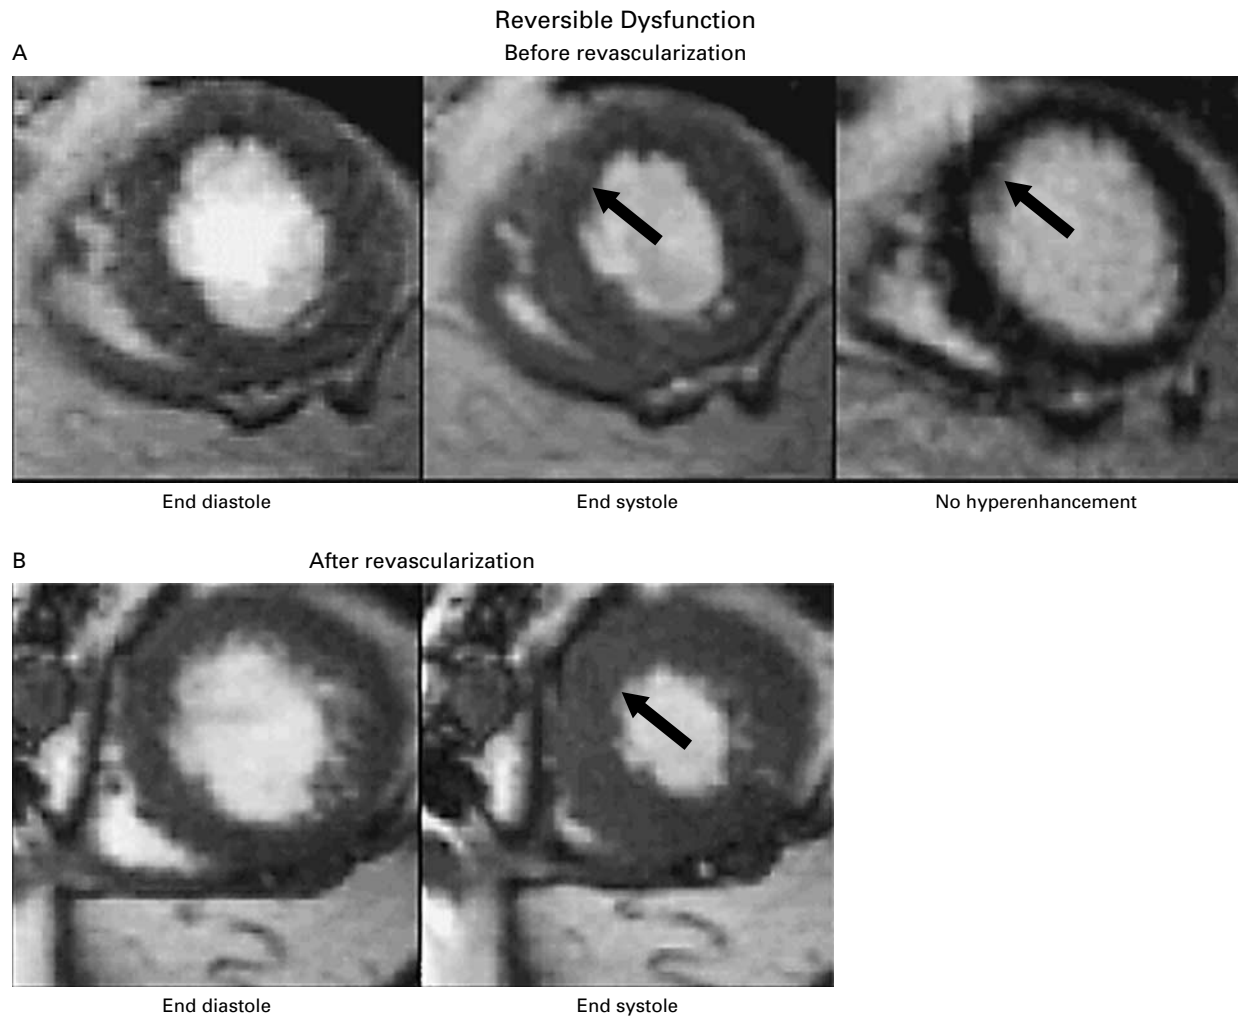 Reversible Dysfunction
A
Before revascularization
End diastole
End systole
No hyperenhancement
B
After revascularization
End diastole
End systole